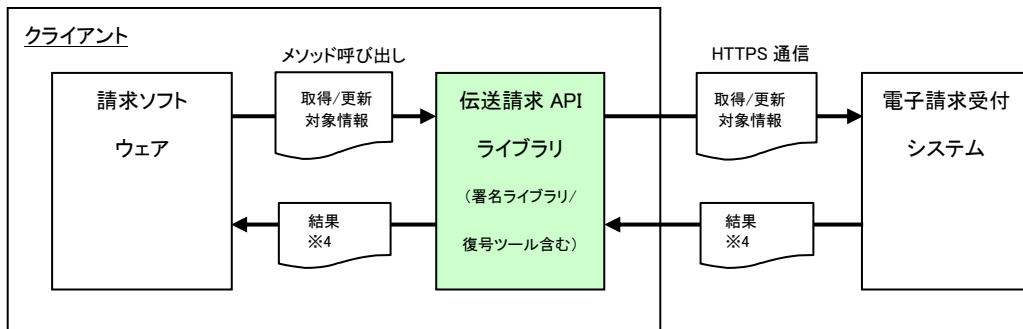 クライアント
メソッド呼び出し
HTTPS 通信
請求ソフト
ウェア
取得/更新
対象情報
伝送請求 API
ライブラリ
(署名ライブラリ/
復号ツール含む)
取得/更新
対象情報
電子請求受付
システム
結果
※4
結果
※4